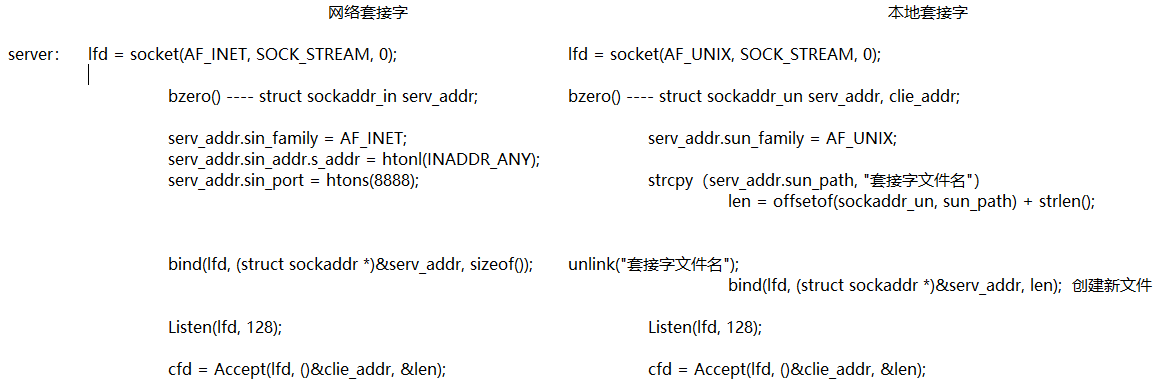 网络套接字 本地套接字
server: lfd = socket(AF_INET, SOCK_STREAM, 0); lfd = socket(AF_UNIX, SOCK_STREAM, 0);
bzero() ---- struct sockaddr_in serv_addr; bzero() ---- struct sockaddr_un serv_addr, clie_addr;
serv_addr.sin_family = AF_INET; serv_addr.sun_family = AF_UNIX;
serv_addr.sin_addr.s_addr = htonl(INADDR_ANY);
serv_addr.sin_port = htons(8888); strcpy（serv_addr.sun_path, "套接字文件名"）
len = offsetof(sockaddr_un, sun_path) + strlen();
bind(lfd, (struct sockaddr *)&serv_addr, sizeof()); unlink("套接字文件名");
bind(lfd, (struct sockaddr *)&serv_addr, len); 创建新文件
Listen(lfd, 128); Listen(lfd, 128);
cfd = Accept(lfd, ()&clie_addr, &len); cfd = Accept(lfd, ()&clie_addr, &len);